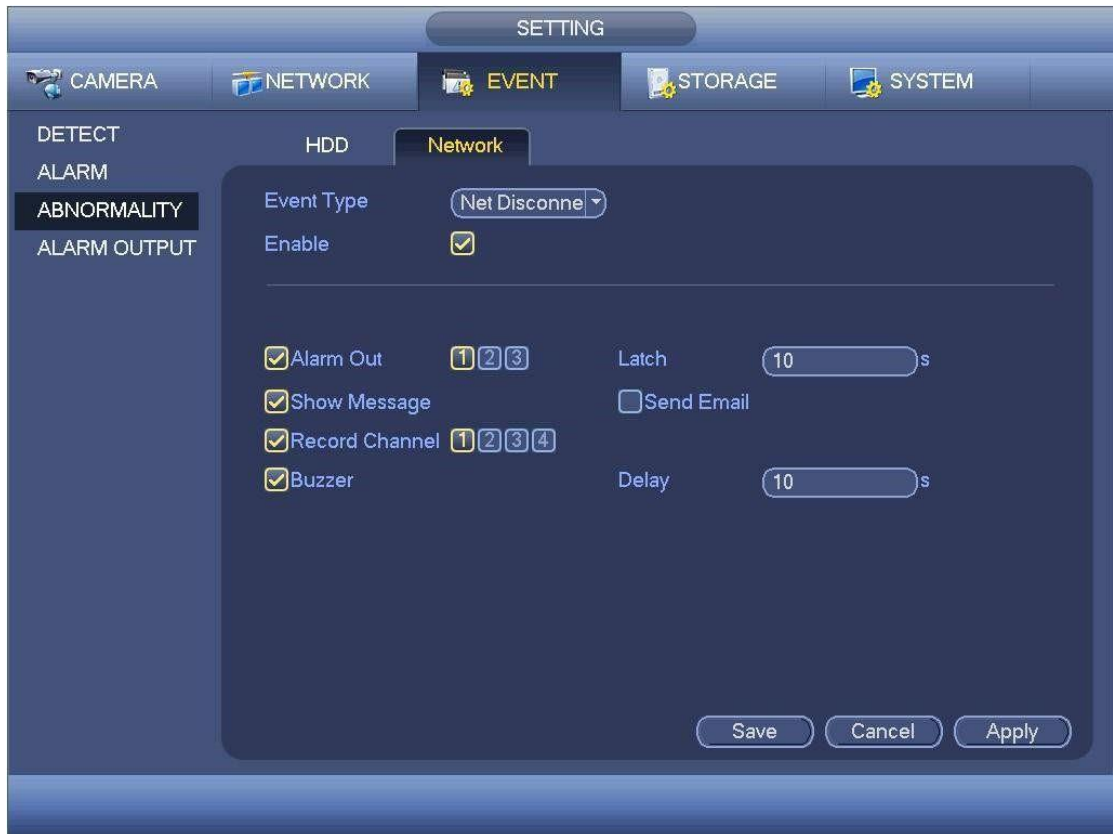 SETTING
CAMERA NETWORK EVENT STORAGE SYSTEM
DETECT
ALARM
ABNORMALITY
ALARM OUTPUT
HDD Network
Event Type Net Disconne
Enable
Alarm Out 1 2 3 Latch 10 s
Show Message Send Email
Record Channel 1 2 3 4
Buzzer Delay 10 s
Save Cancel Apply